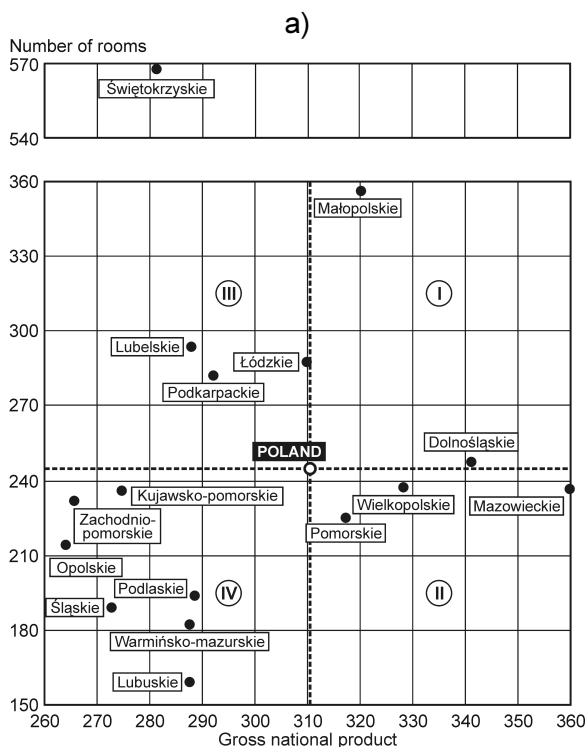 a)
Number of rooms
570
Świętokrzyskie
540
360
Małopolskie
330
III
I
300
Lubelskie
Łódzkie
Podkarpackie
270
POLAND
Dolnośląskie
240
Kujawsko-pomorskie
Wielkopolskie
Mazowieckie
Zachodnio-
pomorskie
Pomorskie
210
Opolskie
Podlaskie
IV
II
Śląskie
180
Warmińsko-mazurskie
Lubuskie
150
260 270 280 290 300 310 320 330 340 350 360
Gross national product